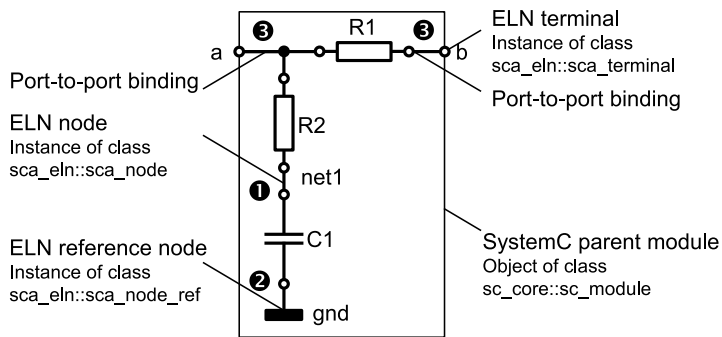 ❸
R1
❸
a
b
ELN terminal
Instance of class
sca_eln::sca_terminal
Port-to-port binding
Port-to-port binding
ELN node
Instance of class
sca_eln::sca_node
R2
net1
❶
C1
ELN reference node
Instance of class
sca_eln::sca_node_ref
❷
gnd
SystemC parent module
Object of class
sc_core::sc_module